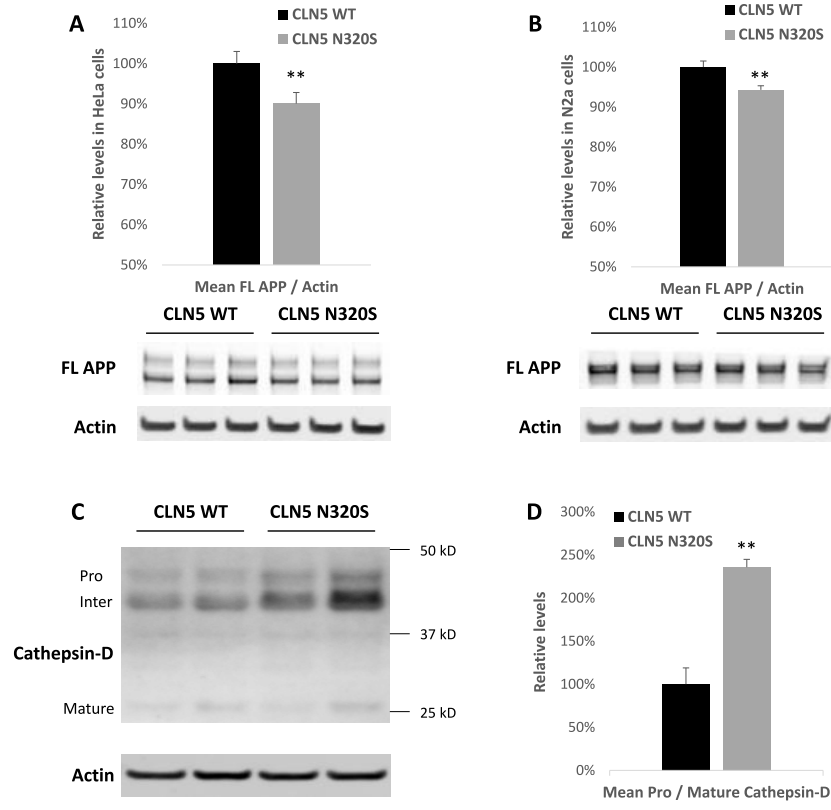 A
CLN5 WT
CLN5 N320S
110%
100%
90%
80%
70%
60%
50%
**
Relative levels in HeLa cells
Mean FL APP / Actin
CLN5 WT
CLN5 N320S
FL APP
Actin
B
CLN5 WT
CLN5 N320S
110%
100%
90%
80%
70%
60%
50%
**
Relative levels in N2a cells
Mean FL APP / Actin
CLN5 WT
CLN5 N320S
FL APP
Actin
C
CLN5 WT
CLN5 N320S
50 kD
Pro
Inter
37 kD
Cathepsin-D
Mature
25 kD
Actin
D
CLN5 WT
CLN5 N320S
300%
250%
200%
150%
100%
50%
0%
**
Relative levels
Mean Pro / Mature Cathepsin-D